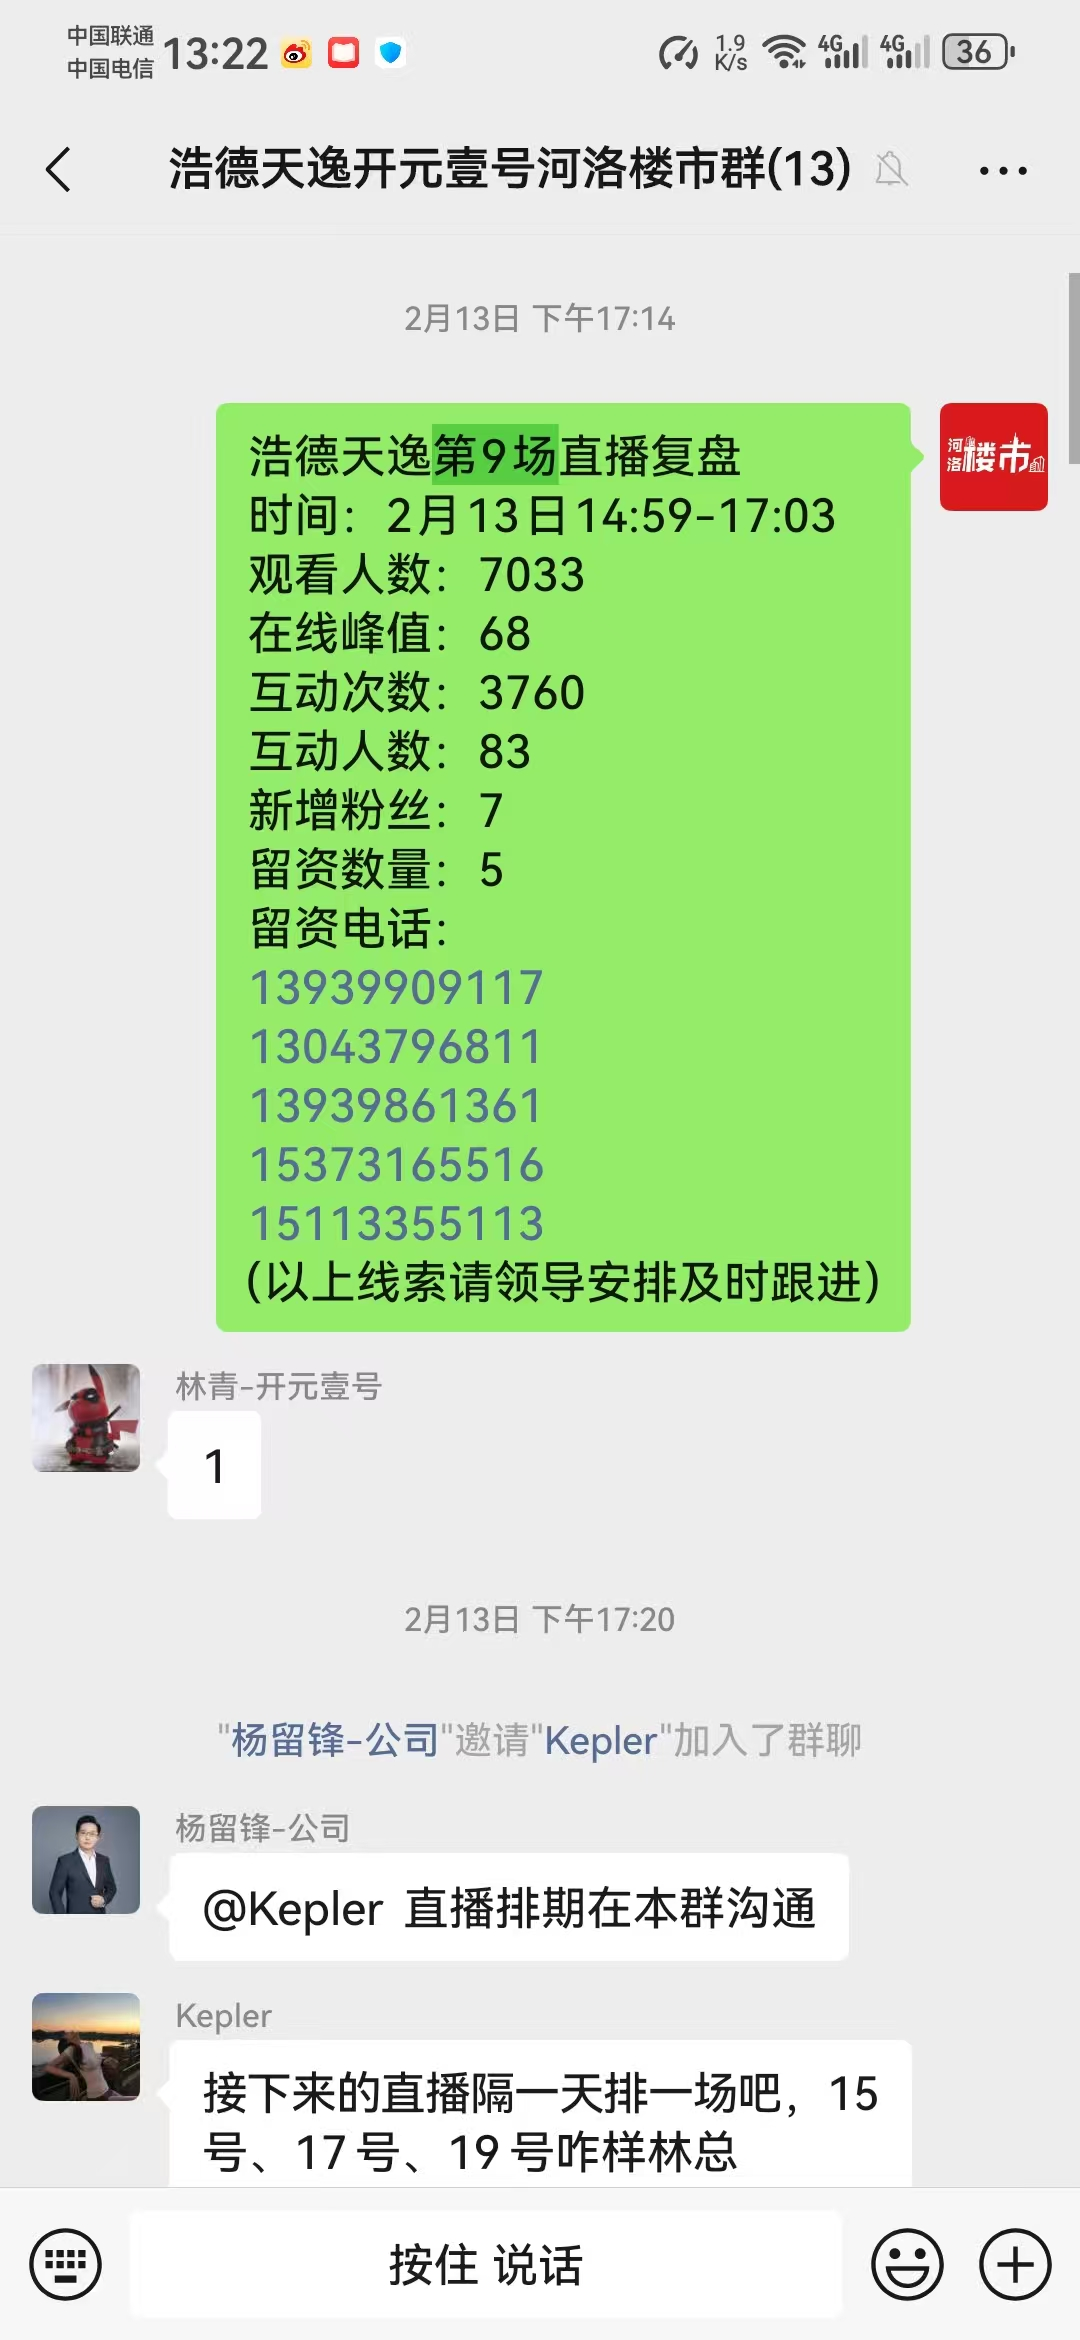 中国联通
中国电信
13:22
1.9
K/s
4G
4G
36
浩德天逸开元壹号河洛楼市群(13)
2月13日 下午17:14
浩德天逸第9场直播复盘
时间：2月13日14:59-17:03
观看人数：7033
在线峰值：68
互动次数：3760
互动人数：83
新增粉丝：7
留资数量：5
留资电话：
13939909117
13043796811
13939861361
15373165516
15113355113
（以上线索请领导安排及时跟进）
河洛楼市
林青-开元壹号
1
2月13日 下午17:20
"杨留锋-公司"邀请"Kepler"加入了群聊
杨留锋-公司
@Kepler 直播排期在本群沟通
Kepler
接下来的直播隔一天排一场吧，15
号、17号、19号咋样林总
按住 说话